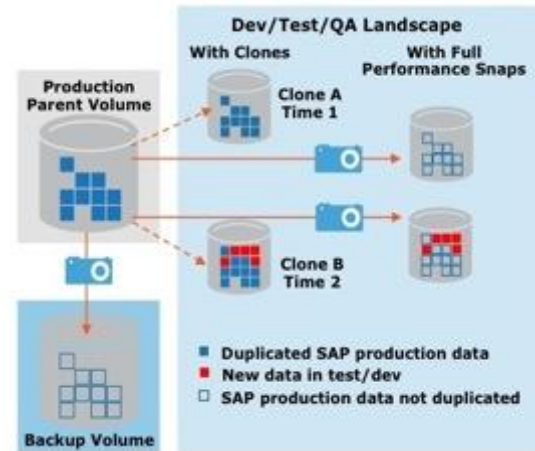 Dev/Test/QA Landscape
With Clones
With Full
Performance Snaps
Production
Parent Volume
Clone A
Time 1
Clone B
Time 2
Duplicated SAP production data
New data in test/dev
SAP production data not duplicated
Backup Volume